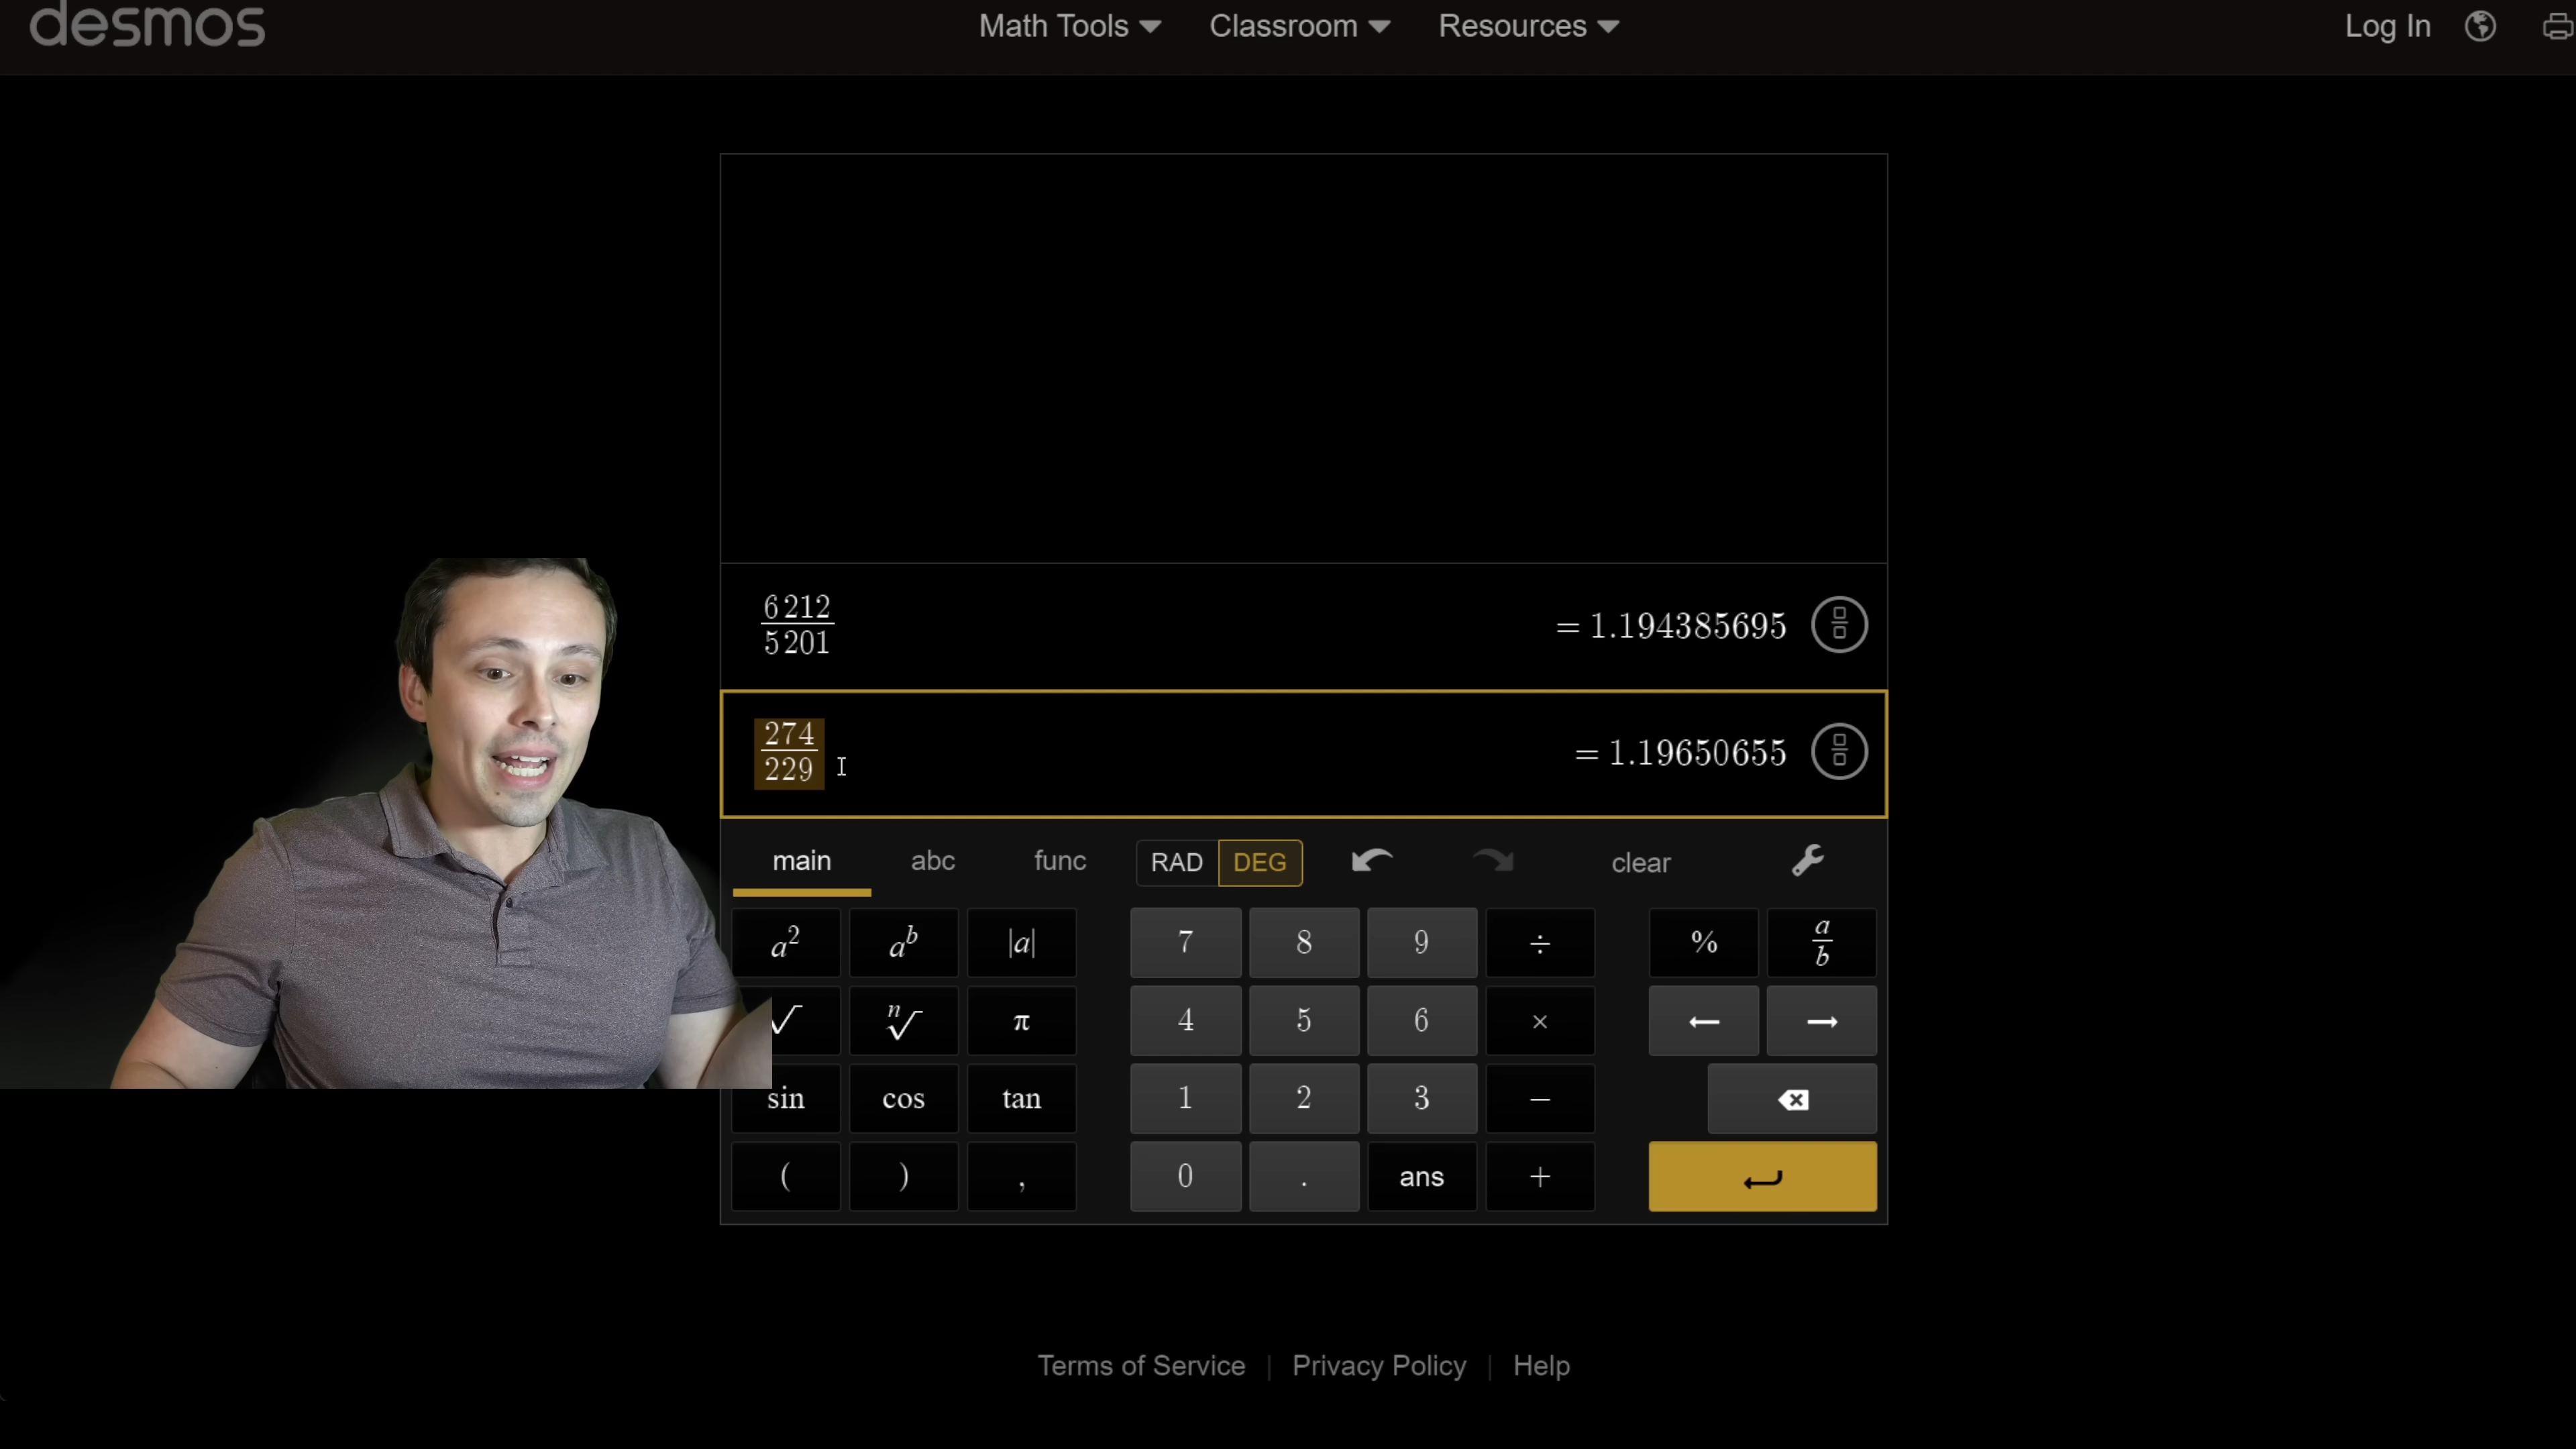 desmos
Math Tools Classroom Resources Log In
6212
5201
= 1.194385695
274
229
= 1.19650655
main abc func RAD DEG clear
a² aᵇ |a| 7 8 9 ÷ % a/b
√ ⁿ√ π 4 5 6 × ← →
sin cos tan 1 2 3 −
( ) , 0 . ans +
Terms of Service | Privacy Policy | Help